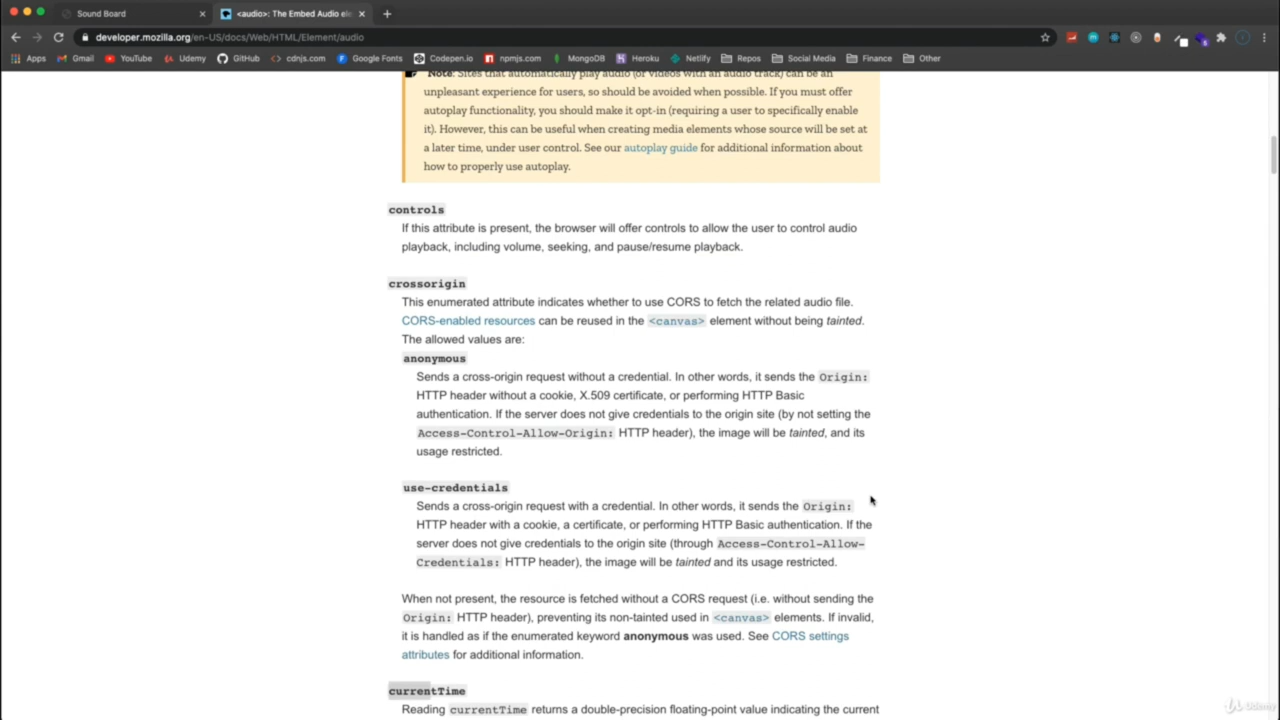 Sound Board
<audio>: The Embed Audio ele
developer.mozilla.org/en-US/docs/Web/HTML/Element/audio
Apps Gmail YouTube Udemy GitHub cdnjs.com Google Fonts Codepen.io npmjs.com MongoDB Heroku Netlify Repos Social Media Finance Other
Note: Sites that automatically play audio (or videos with an audio track) can be an
unpleasant experience for users, so should be avoided when possible. If you must offer
autoplay functionality, you should make it opt-in (requiring a user to specifically enable
it). However, this can be useful when creating media elements whose source will be set at
a later time, under user control. See our autoplay guide for additional information about
how to properly use autoplay.
controls
If this attribute is present, the browser will offer controls to allow the user to control audio
playback, including volume, seeking, and pause/resume playback.
crossorigin
This enumerated attribute indicates whether to use CORS to fetch the related audio file.
CORS-enabled resources can be reused in the <canvas> element without being tainted.
The allowed values are:
anonymous
Sends a cross-origin request without a credential. In other words, it sends the Origin:
HTTP header without a cookie, X.509 certificate, or performing HTTP Basic
authentication. If the server does not give credentials to the origin site (by not setting the
Access-Control-Allow-Origin: HTTP header), the image will be tainted, and its
usage restricted.
use-credentials
Sends a cross-origin request with a credential. In other words, it sends the Origin:
HTTP header with a cookie, a certificate, or performing HTTP Basic authentication. If the
server does not give credentials to the origin site (through Access-Control-Allow-
Credentials: HTTP header), the image will be tainted and its usage restricted.
When not present, the resource is fetched without a CORS request (i.e. without sending the
Origin: HTTP header), preventing its non-tainted used in <canvas> elements. If invalid,
it is handled as if the enumerated keyword anonymous was used. See CORS settings
attributes for additional information.
currentTime
Reading currentTime returns a double-precision floating-point value indicating the current
Udemy